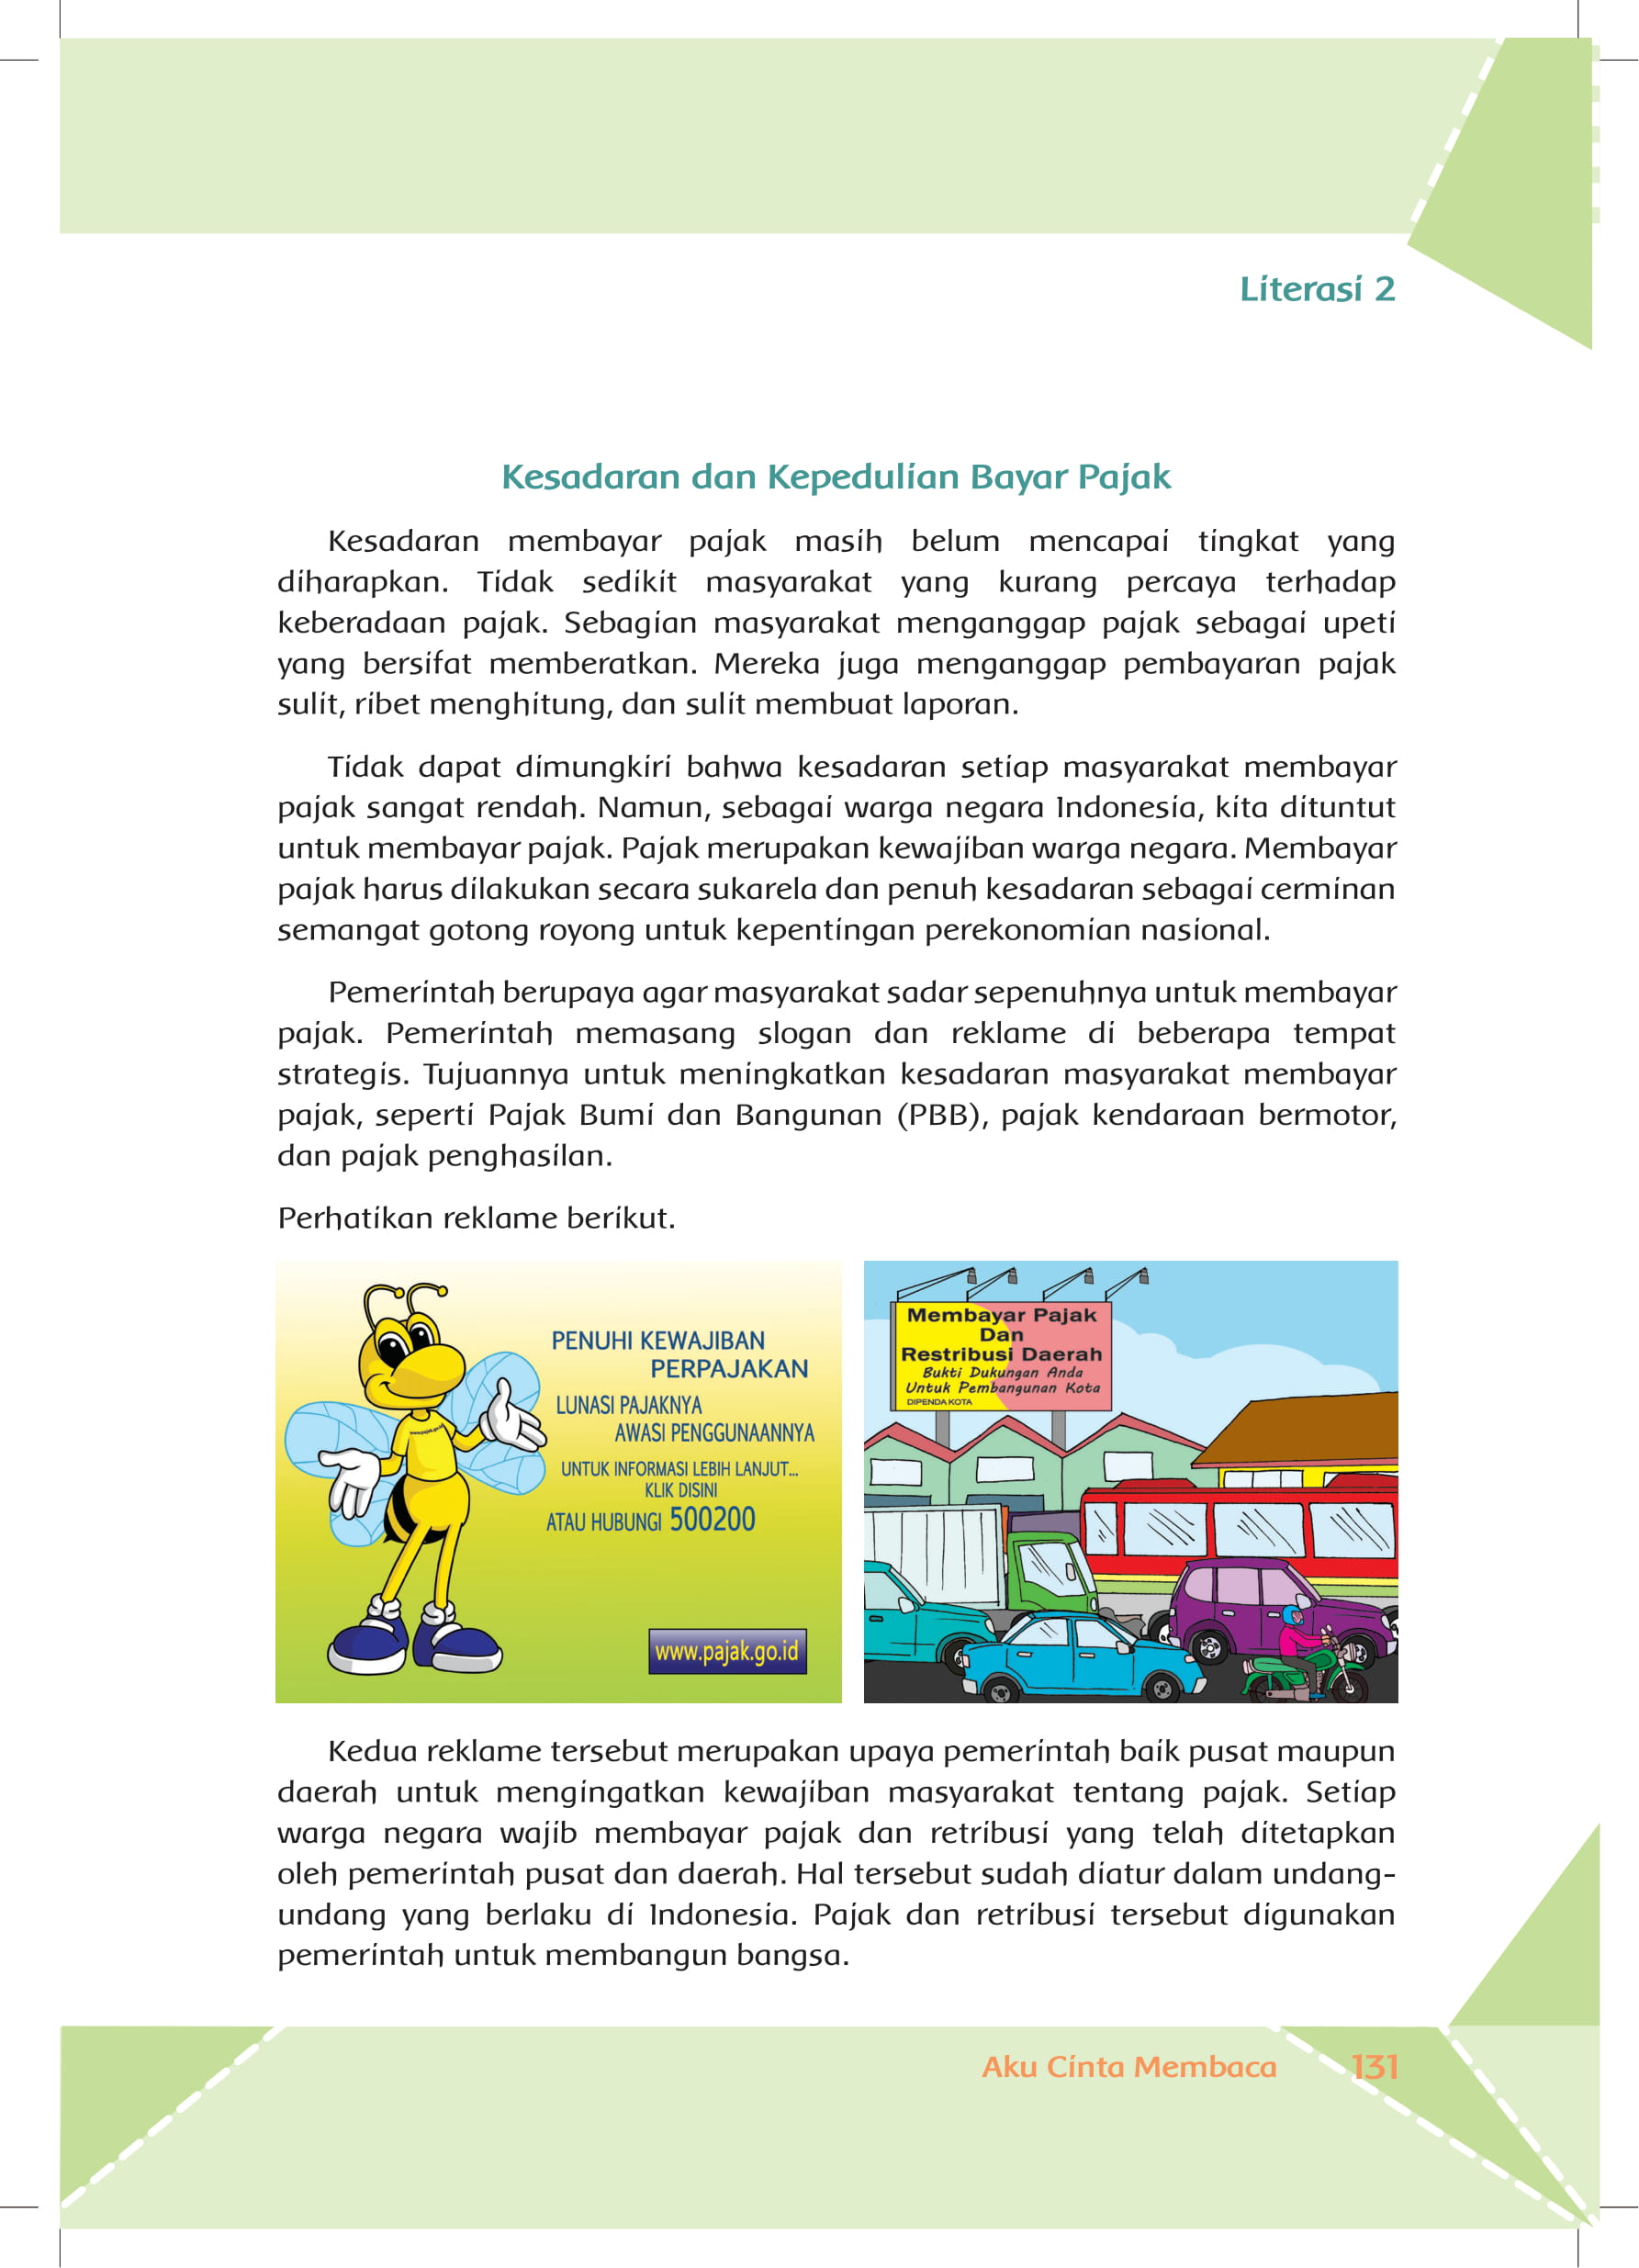 Literasi 2
Kesadaran dan Kepedulian Bayar Pajak
Kesadaran membayar pajak masih belum mencapai tingkat yang
diharapkan. Tidak sedikit masyarakat yang kurang percaya terhadap
keberadaan pajak. Sebagian masyarakat menganggap pajak sebagai upeti
yang bersifat memberatkan. Mereka juga menganggap pembayaran pajak
sulit, ribet menghitung, dan sulit membuat laporan.
Tidak dapat dimungkiri bahwa kesadaran setiap masyarakat membayar
pajak sangat rendah. Namun, sebagai warga negara Indonesia, kita dituntut
untuk membayar pajak. Pajak merupakan kewajiban warga negara. Membayar
pajak harus dilakukan secara sukarela dan penuh kesadaran sebagai cerminan
semangat gotong royong untuk kepentingan perekonomian nasional.
Pemerintah berupaya agar masyarakat sadar sepenuhnya untuk membayar
pajak. Pemerintah memasang slogan dan reklame di beberapa tempat
strategis. Tujuannya untuk meningkatkan kesadaran masyarakat membayar
pajak, seperti Pajak Bumi dan Bangunan (PBB), pajak kendaraan bermotor,
dan pajak penghasilan.
Perhatikan reklame berikut.
www.pajak.go.id
PENUHI KEWAJIBAN
PERPAJAKAN
LUNASI PAJAKNYA
AWASI PENGGUNAANNYA
UNTUK INFORMASI LEBIH LANJUT...
KLIK DISINI
ATAU HUBUNGI 500200
www.pajak.go.id
Membayar Pajak
Dan
Restribusi Daerah
Bukti Dukungan Anda
Untuk Pembangunan Kota
DIPENDA KOTA
Kedua reklame tersebut merupakan upaya pemerintah baik pusat maupun
daerah untuk mengingatkan kewajiban masyarakat tentang pajak. Setiap
warga negara wajib membayar pajak dan retribusi yang telah ditetapkan
oleh pemerintah pusat dan daerah. Hal tersebut sudah diatur dalam undang-
undang yang berlaku di Indonesia. Pajak dan retribusi tersebut digunakan
pemerintah untuk membangun bangsa.
Aku Cinta Membaca 131